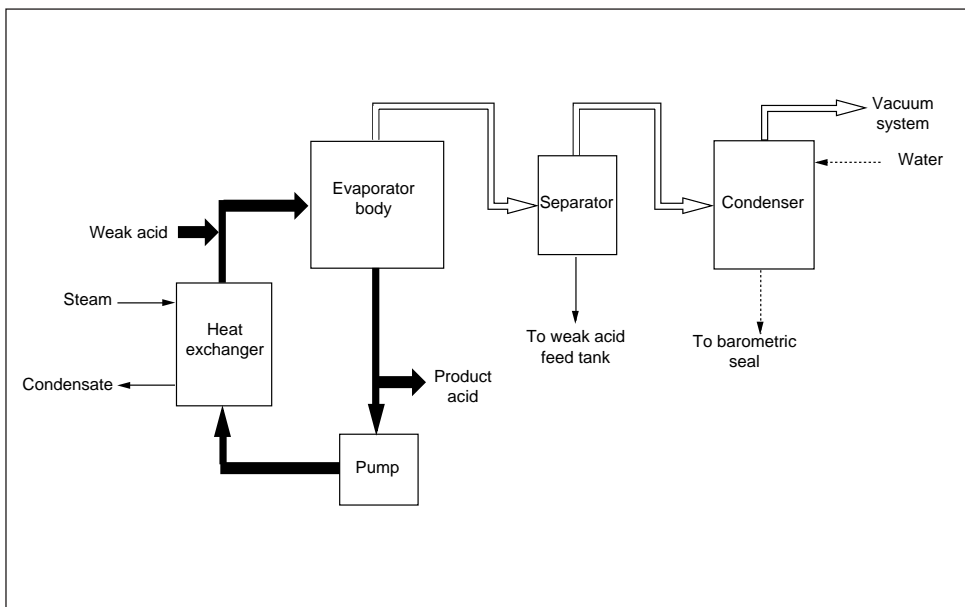 Vacuum
system
Water
Evaporator
body
Separator
Condenser
Weak acid
Steam
Heat
exchanger
Condensate
To weak acid
feed tank
To barometric
seal
Product
acid
Pump